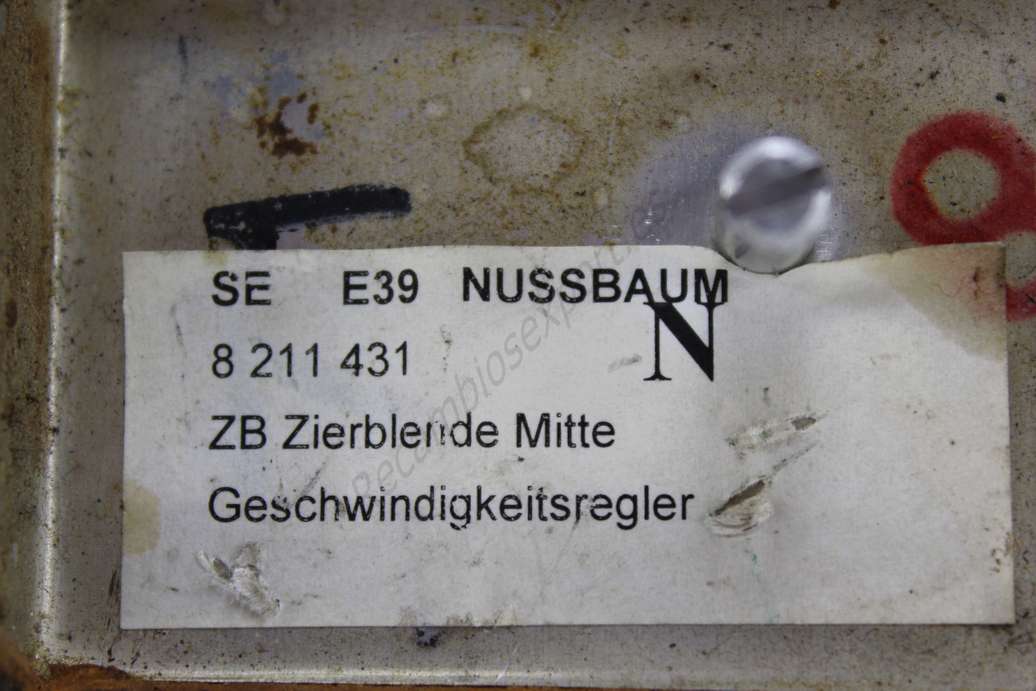 SE E39 NUSSBAUM
N
8 211 431
ZB Zierblende Mitte
Geschwindigkeitsregler